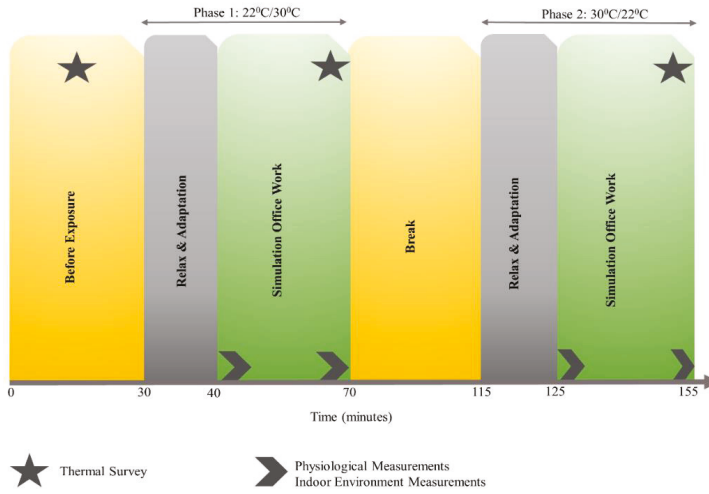 Phase 1: 22⁰C/30⁰C
Phase 2: 30⁰C/22⁰C
Before Exposure
Relax & Adaptation
Simulation Office Work
Break
Relax & Adaptation
Simulation Office Work
0 30 40 70 115 125 155
Time (minutes)
Thermal Survey
Physiological Measurements
Indoor Environment Measurements